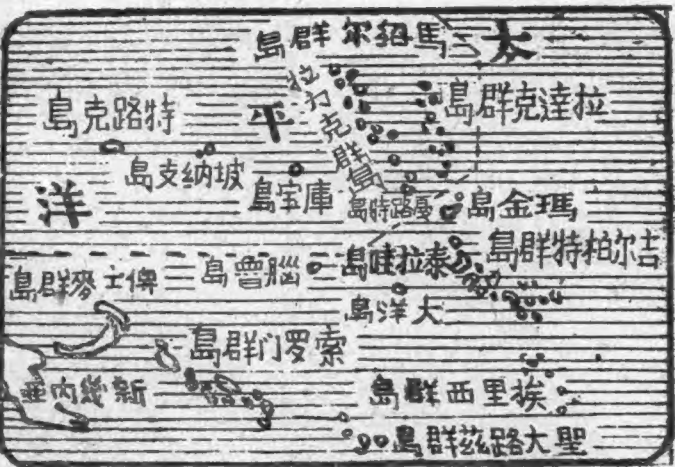 太
平
洋
馬紹尔群島
拉力克群島
拉達克群島
特路克島
坡納支島
庫宝島
戛路時島
瑪金島
吉尔柏特群島
泰拉哇島
腦魯島
俾士麥群島
大洋島
索罗门群島
新幾內亞
挨里西群島
聖大路茲群島